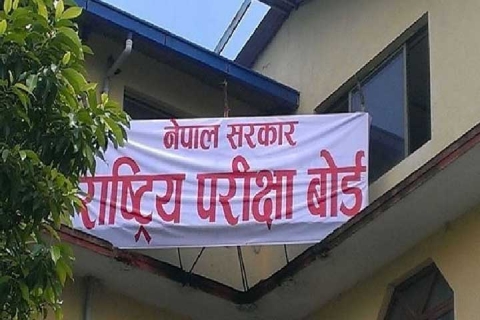 नेपाल सरकार
राष्ट्रिय परीक्षा बोर्ड